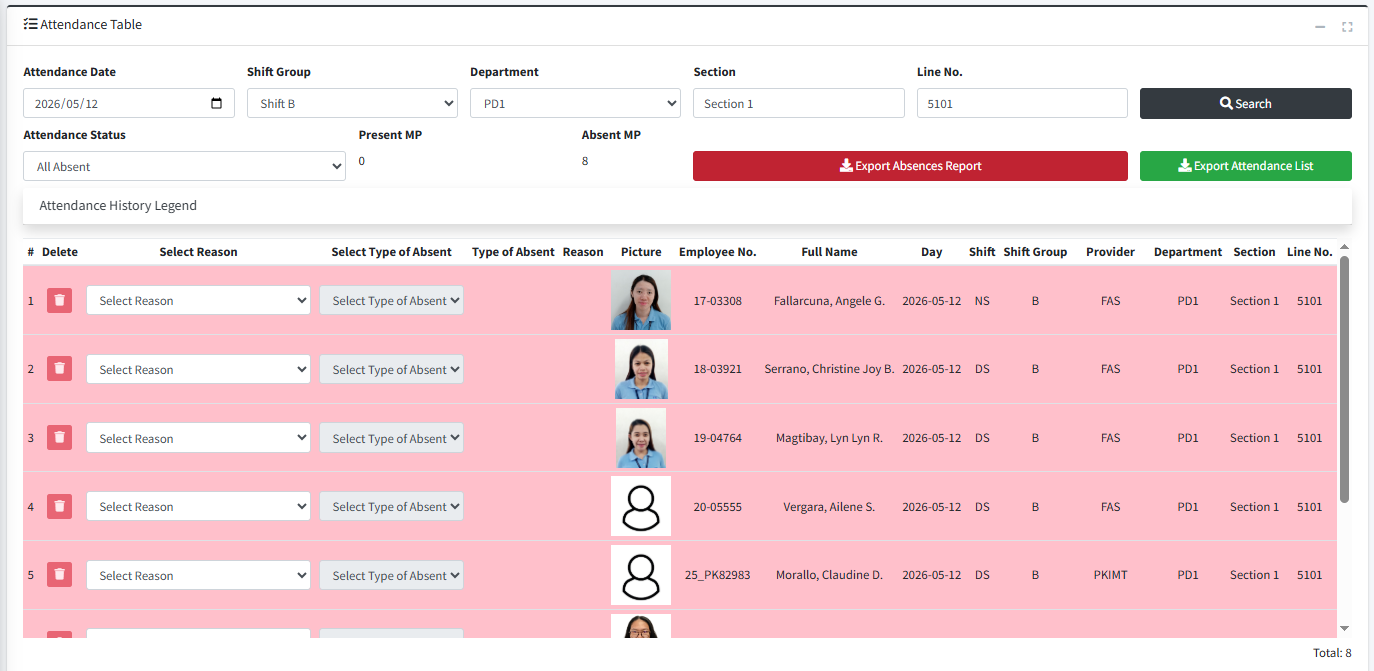 Attendance Table
Attendance Date Shift Group Department Section Line No.
2026/05/12 Shift B PD1 Section 1 5101 Search
Attendance Status Present MP Absent MP
All Absent 0 8 Export Absences Report Export Attendance List
Attendance History Legend
# Delete Select Reason Select Type of Absent Type of Absent Reason Picture Employee No. Full Name Day Shift Shift Group Provider Department Section Line No.
1 Select Reason Select Type of Absent 17-03308 Fallarcuna, Angele G. 2026-05-12 NS B FAS PD1 Section 1 5101
2 Select Reason Select Type of Absent 18-03921 Serrano, Christine Joy B. 2026-05-12 DS B FAS PD1 Section 1 5101
3 Select Reason Select Type of Absent 19-04764 Magtibay, Lyn Lyn R. 2026-05-12 DS B FAS PD1 Section 1 5101
4 Select Reason Select Type of Absent 20-05555 Vergara, Ailene S. 2026-05-12 DS B FAS PD1 Section 1 5101
5 Select Reason Select Type of Absent 25_PK82983 Morallo, Claudine D. 2026-05-12 DS B PKIMT PD1 Section 1 5101
Total: 8